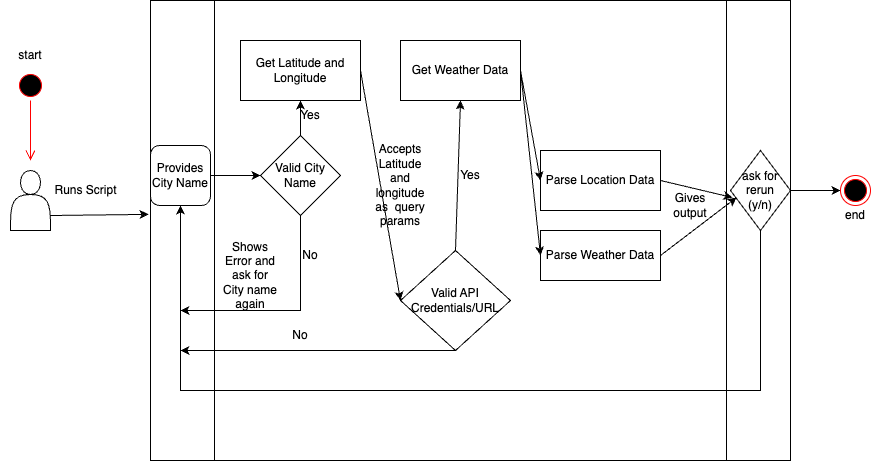 start
Runs Script
Provides
City Name
Get Latitude and
Longitude
Yes
Valid City
Name
No
Shows
Error and
ask for
City name
again
Accepts
Latitude
and
longitude
as  query
params
Get Weather Data
Yes
Valid API
Credentials/URL
No
Parse Location Data
Parse Weather Data
Gives
output
ask for
rerun
(y/n)
end